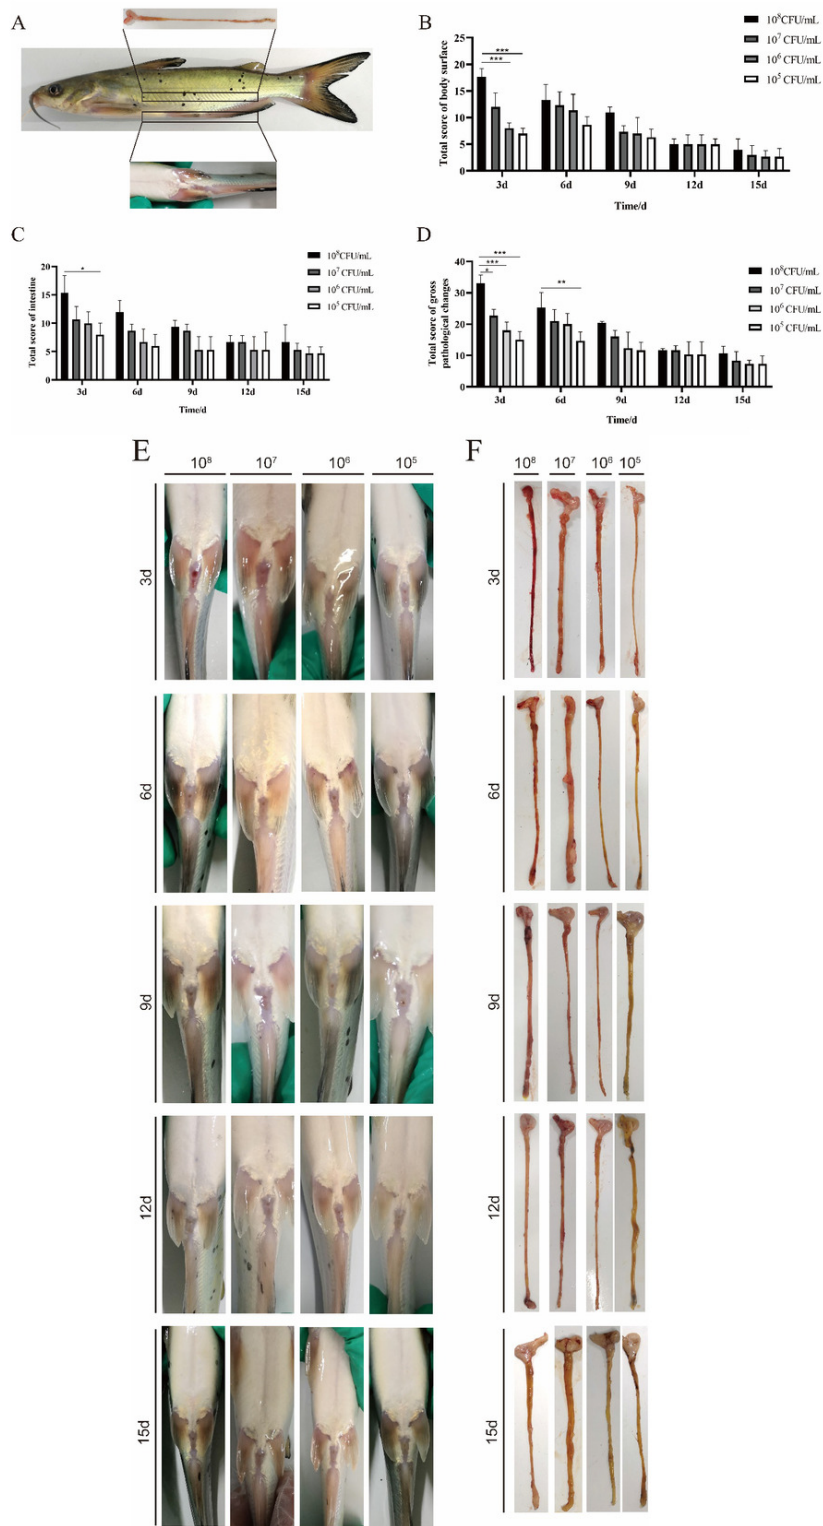 A
B
***
***
Total score of body surface
25
20
15
10
5
0
3d
6d
9d
12d
15d
Time/d
10⁸CFU/mL
10⁷ CFU/mL
10⁶ CFU/mL
10⁵ CFU/mL
C
*
Total score of intestine
20
15
10
5
0
3d
6d
9d
12d
15d
Time/d
10⁸CFU/mL
10⁷ CFU/mL
10⁶ CFU/mL
10⁵ CFU/mL
D
***
***
*
**
Total score of gross
pathological changes
40
30
20
10
0
3d
6d
9d
12d
15d
Time/d
10⁸CFU/mL
10⁷ CFU/mL
10⁶ CFU/mL
10⁵ CFU/mL
E
10⁸ 10⁷ 10⁶ 10⁵
3d
6d
9d
12d
15d
F
10⁸ 10⁷ 10⁸ 10⁵
3d
6d
9d
12d
15d